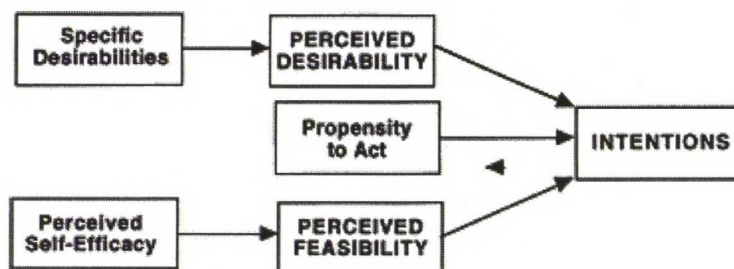 Specific
Desirabilities
PERCEIVED
DESIRABILITY
Propensity
to Act
INTENTIONS
Perceived
Self-Efficacy
PERCEIVED
FEASIBILITY